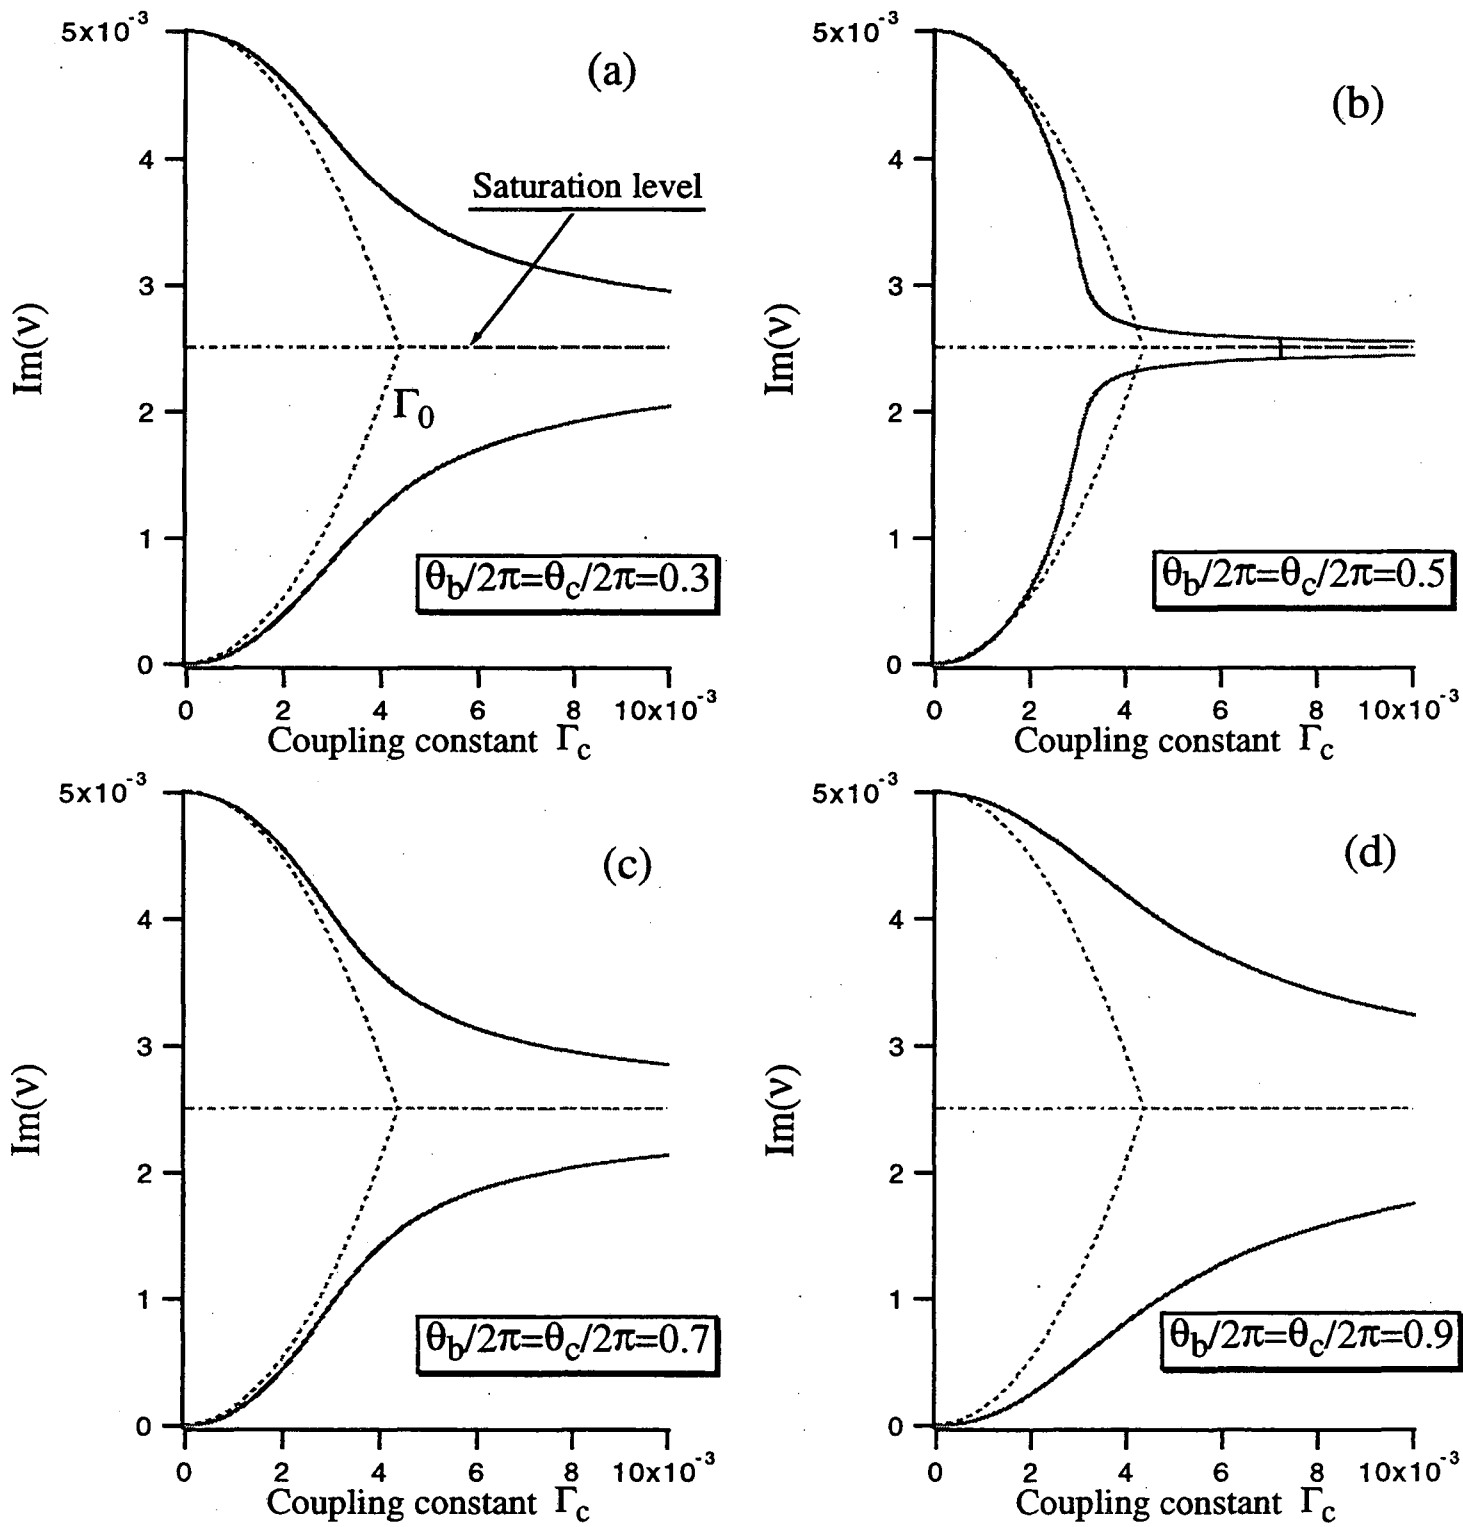 5x10⁻³
4
3
2
1
0
Im(ν)
(a)
Saturation level
Γ₀
θb/2π=θc/2π=0.3
0 2 4 6 8 10x10⁻³
Coupling constant Γc
5x10⁻³
4
3
2
1
0
Im(ν)
(b)
θb/2π=θc/2π=0.5
0 2 4 6 8 10x10⁻³
Coupling constant Γc
5x10⁻³
4
3
2
1
0
Im(ν)
(c)
θb/2π=θc/2π=0.7
0 2 4 6 8 10x10⁻³
Coupling constant Γc
5x10⁻³
4
3
2
1
0
Im(ν)
(d)
θb/2π=θc/2π=0.9
0 2 4 6 8 10x10⁻³
Coupling constant Γc